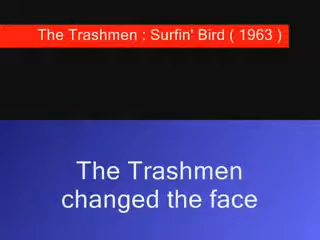 The Trashmen : Surfin' Bird ( 1963 )
The Trashmen
changed the face